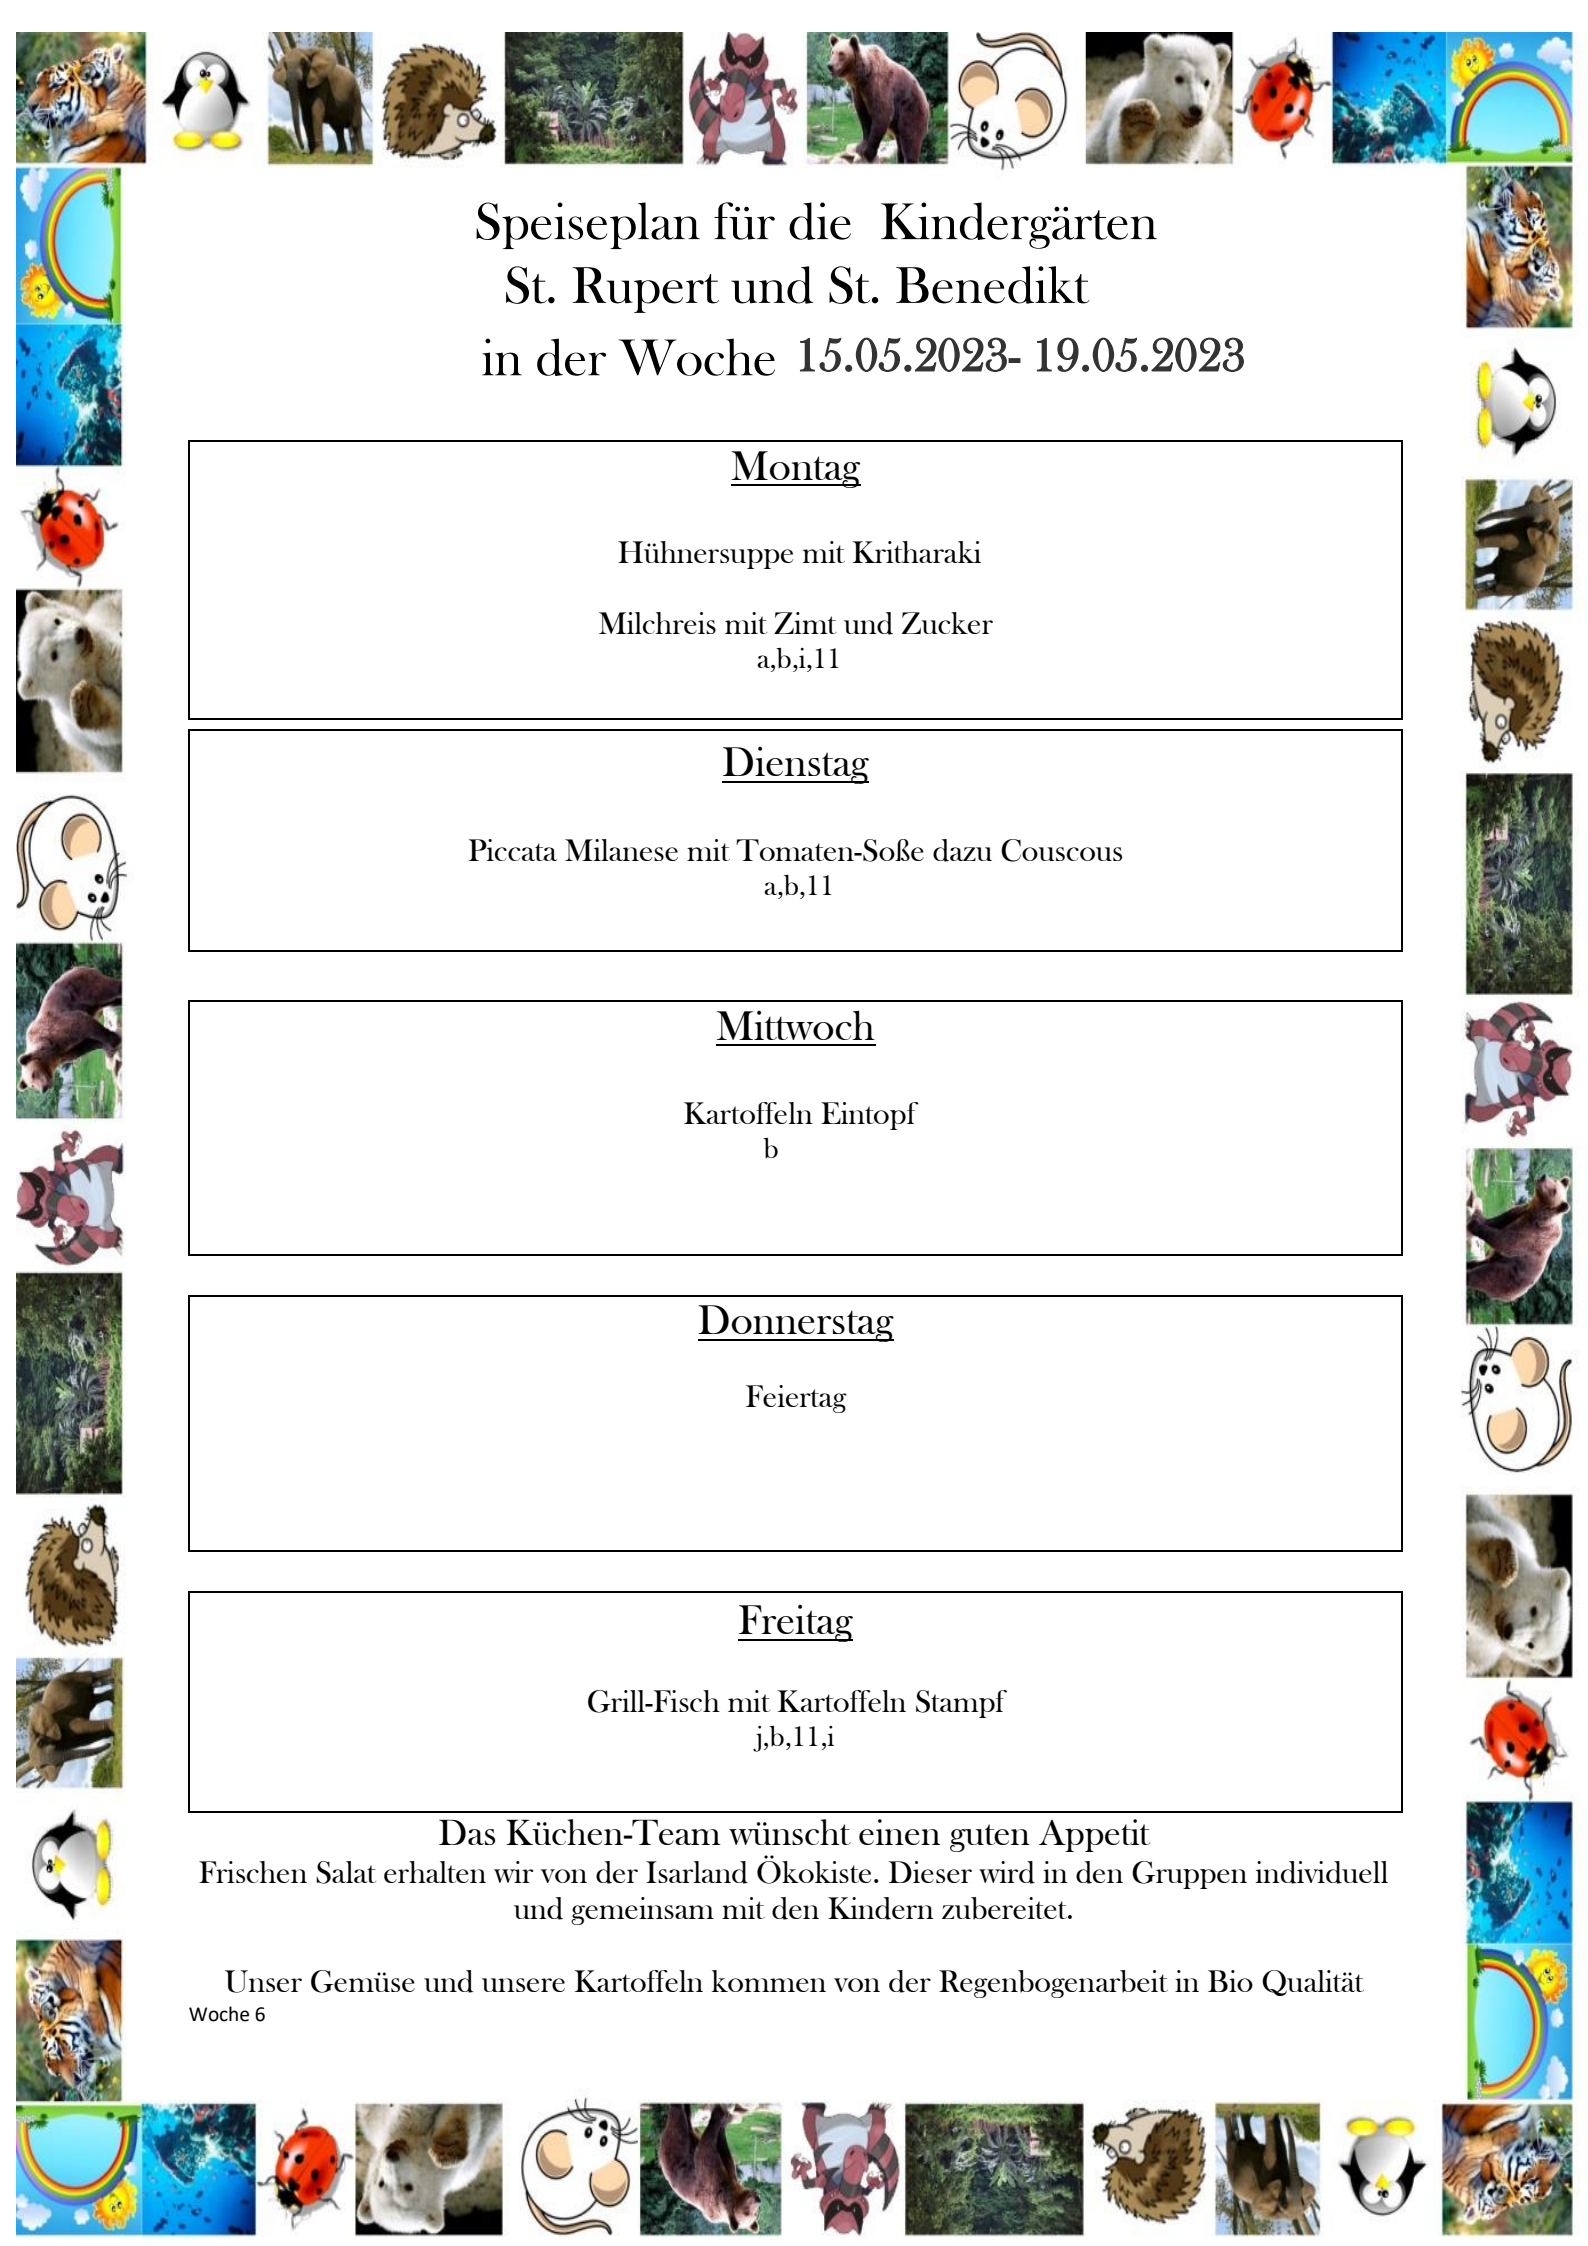 Speiseplan für die Kindergärten
St. Rupert und St. Benedikt
in der Woche 15.05.2023- 19.05.2023
Montag
Hühnersuppe mit Kritharaki
Milchreis mit Zimt und Zucker
a,b,i,11
Dienstag
Piccata Milanese mit Tomaten-Soße dazu Couscous
a,b,11
Mittwoch
Kartoffeln Eintopf
b
Donnerstag
Feiertag
Freitag
Grill-Fisch mit Kartoffeln Stampf
j,b,11,i
Das Küchen-Team wünscht einen guten Appetit
Frischen Salat erhalten wir von der Isarland Ökokiste. Dieser wird in den Gruppen individuell
und gemeinsam mit den Kindern zubereitet.
Unser Gemüse und unsere Kartoffeln kommen von der Regenbogenarbeit in Bio Qualität
Woche 6